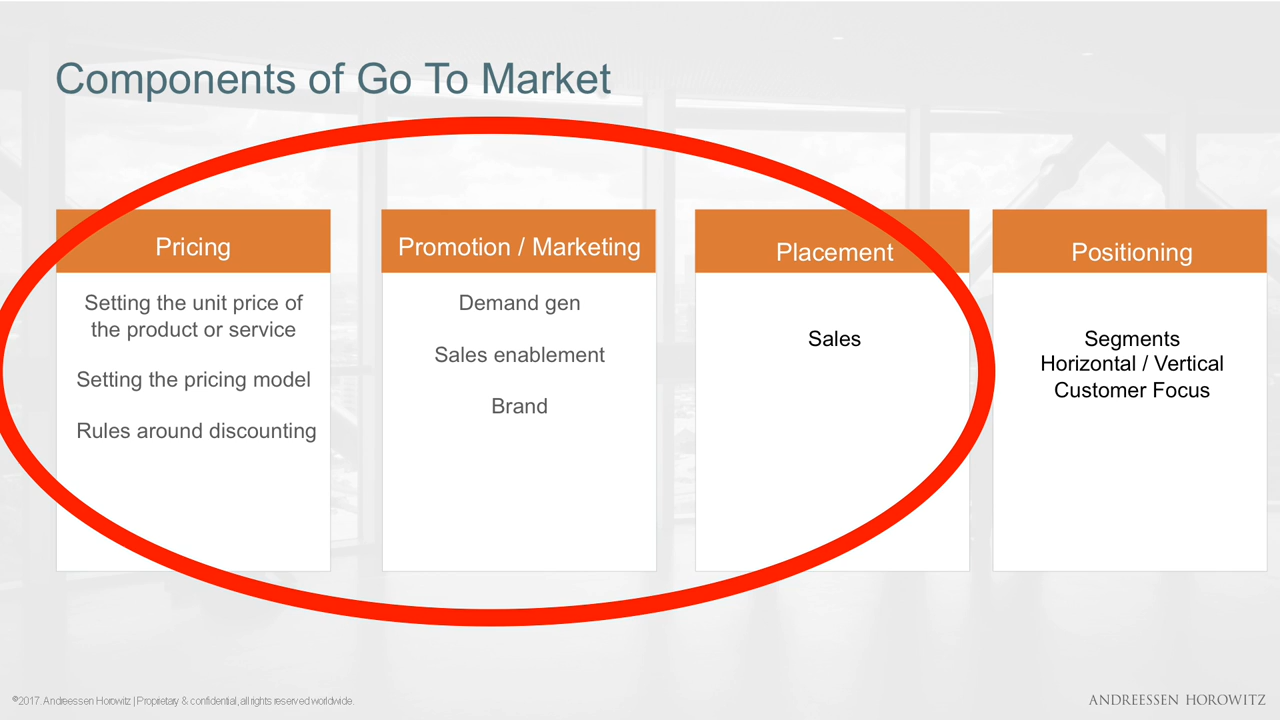 Components of Go To Market
Pricing
Setting the unit price of
the product or service
Setting the pricing model
Rules around discounting
Promotion / Marketing
Demand gen
Sales enablement
Brand
Placement
Sales
Positioning
Segments
Horizontal / Vertical
Customer Focus
©2017. Andreessen Horowitz | Proprietary & confidential, all rights reserved worldwide.
ANDREESSEN HOROWITZ